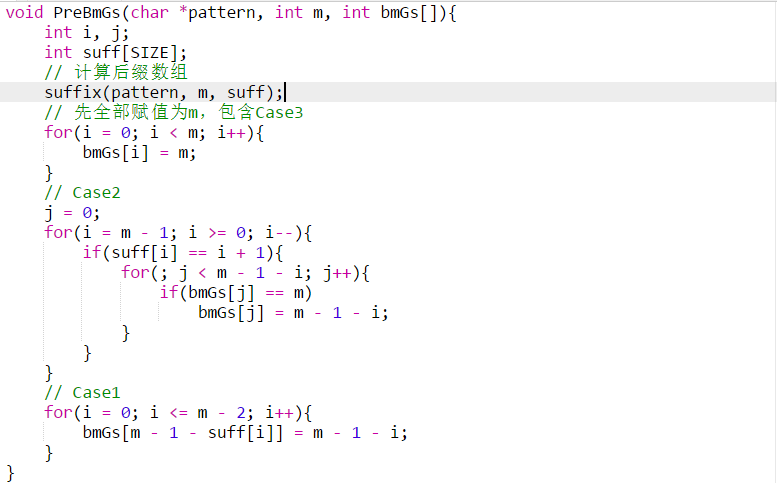 void PreBmGs(char *pattern, int m, int bmGs[]){
    int i, j;
    int suff[SIZE];
    // 计算后缀数组
    suffix(pattern, m, suff);
    // 先全部赋值为m，包含Case3
    for(i = 0; i < m; i++){
        bmGs[i] = m;
    }
    // Case2
    j = 0;
    for(i = m - 1; i >= 0; i--){
        if(suff[i] == i + 1){
            for(; j < m - 1 - i; j++){
                if(bmGs[j] == m)
                    bmGs[j] = m - 1 - i;
            }
        }
    }
    // Case1
    for(i = 0; i <= m - 2; i++){
        bmGs[m - 1 - suff[i]] = m - 1 - i;
    }
}